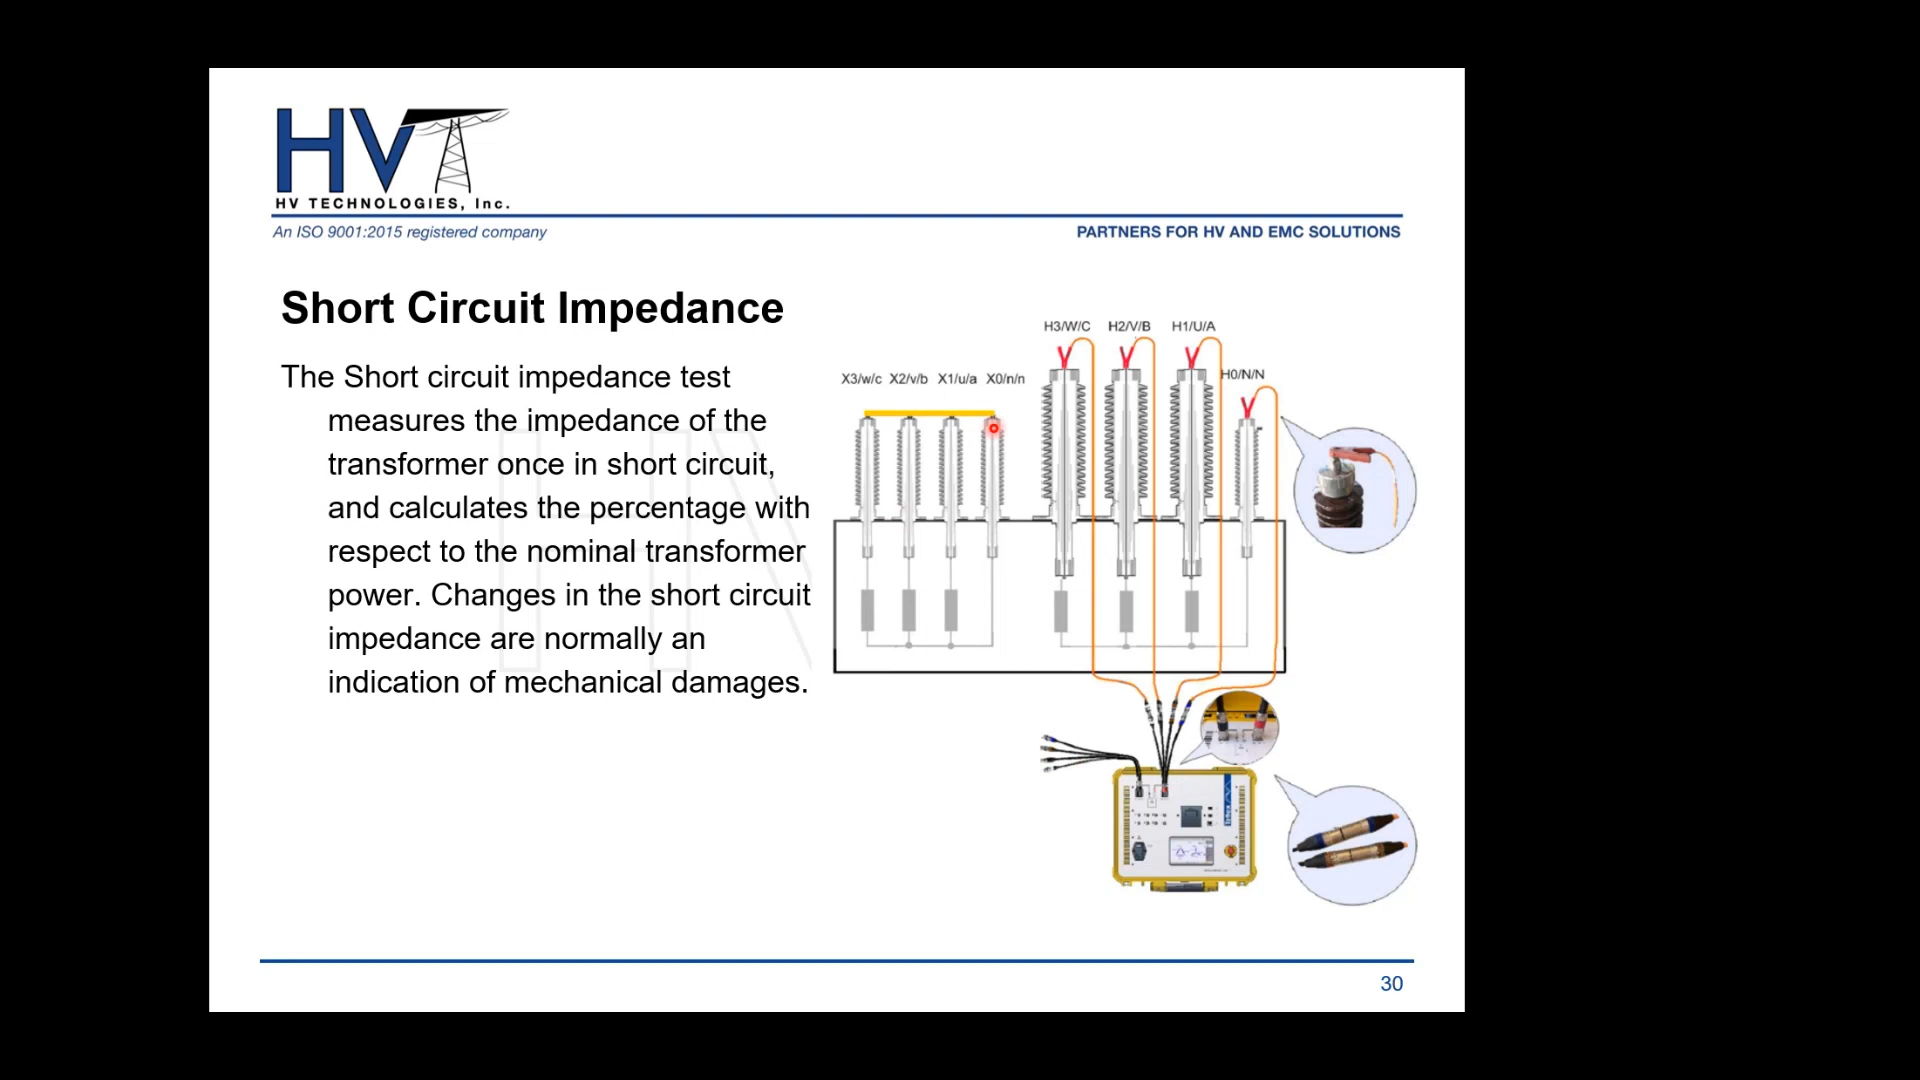 HVT
HV TECHNOLOGIES, Inc.
An ISO 9001:2015 registered company
PARTNERS FOR HV AND EMC SOLUTIONS
Short Circuit Impedance
The Short circuit impedance test
measures the impedance of the
transformer once in short circuit,
and calculates the percentage with
respect to the nominal transformer
power. Changes in the short circuit
impedance are normally an
indication of mechanical damages.
H3/W/C H2/V/B H1/U/A
H0/N/N
X3/w/c X2/v/b X1/u/a X0/n/n
30